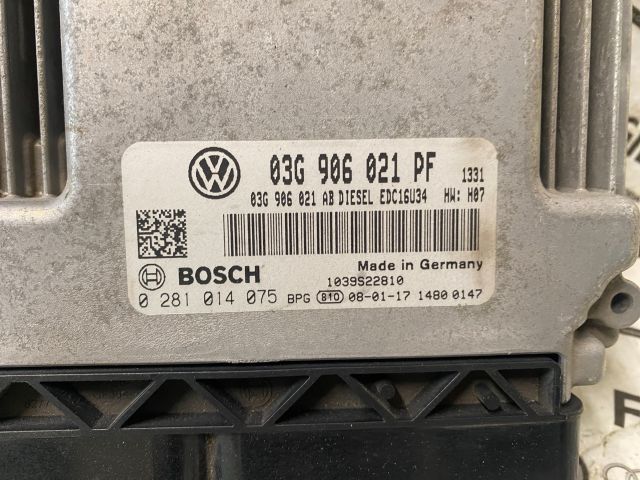 03G 906 021 PF 1331
03G 906 021 AB DIESEL EDC16U34 HW: H07
Made in Germany
BOSCH 1039S22810
0 281 014 075 BPG B10 08-01-17 1480 0147